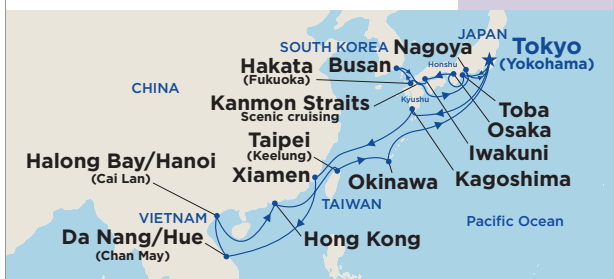 JAPAN
SOUTH KOREA
Nagoya
Tokyo
(Yokohama)
Hakata
(Fukuoka)
Busan
Honshu
CHINA
Kanmon Straits
Scenic cruising
Kyushu
Toba
Osaka
Iwakuni
Taipei
(Keelung)
Halong Bay/Hanoi
(Cai Lan)
Xiamen
Okinawa
Kagoshima
TAIWAN
VIETNAM
Pacific Ocean
Da Nang/Hue
(Chan May)
Hong Kong